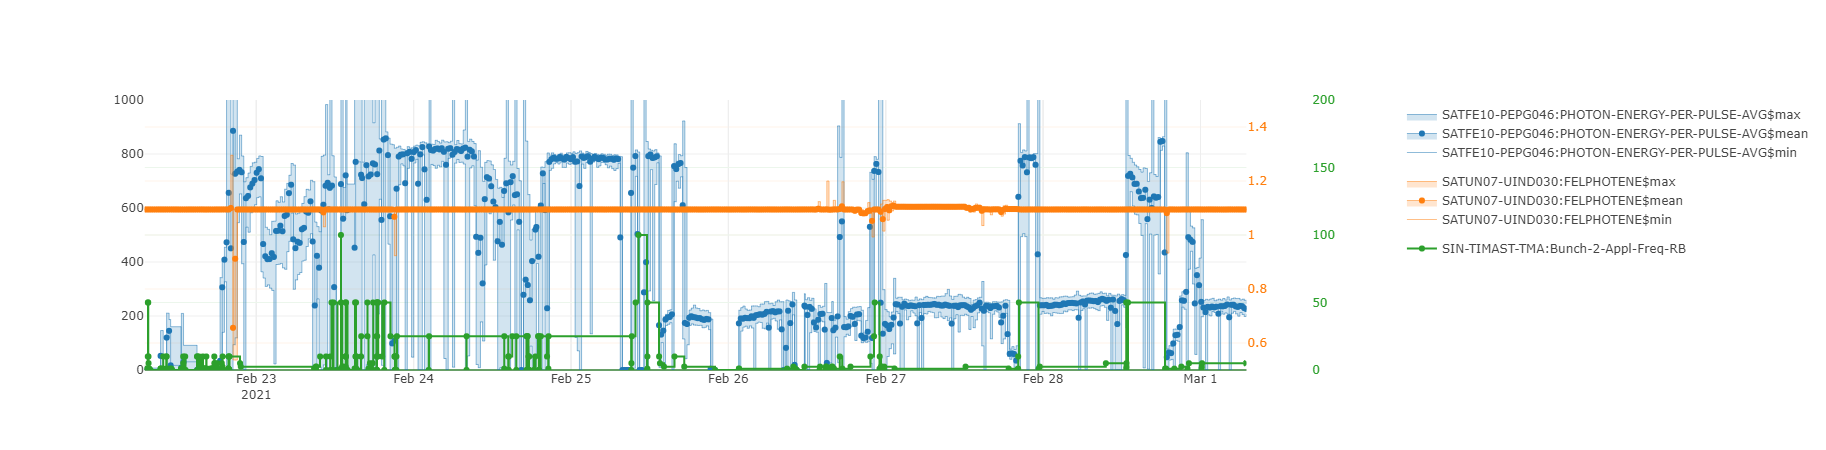 1000
800
600
400
200
0
1.4
1.2
1
0.8
0.6
200
150
100
50
0
Feb 23
2021
Feb 24
Feb 25
Feb 26
Feb 27
Feb 28
Mar 1
SATFE10-PEPG046:PHOTON-ENERGY-PER-PULSE-AVG$max
SATFE10-PEPG046:PHOTON-ENERGY-PER-PULSE-AVG$mean
SATFE10-PEPG046:PHOTON-ENERGY-PER-PULSE-AVG$min
SATUN07-UIND030:FELPHOTENE$max
SATUN07-UIND030:FELPHOTENE$mean
SATUN07-UIND030:FELPHOTENE$min
SIN-TIMAST-TMA:Bunch-2-Appl-Freq-RB